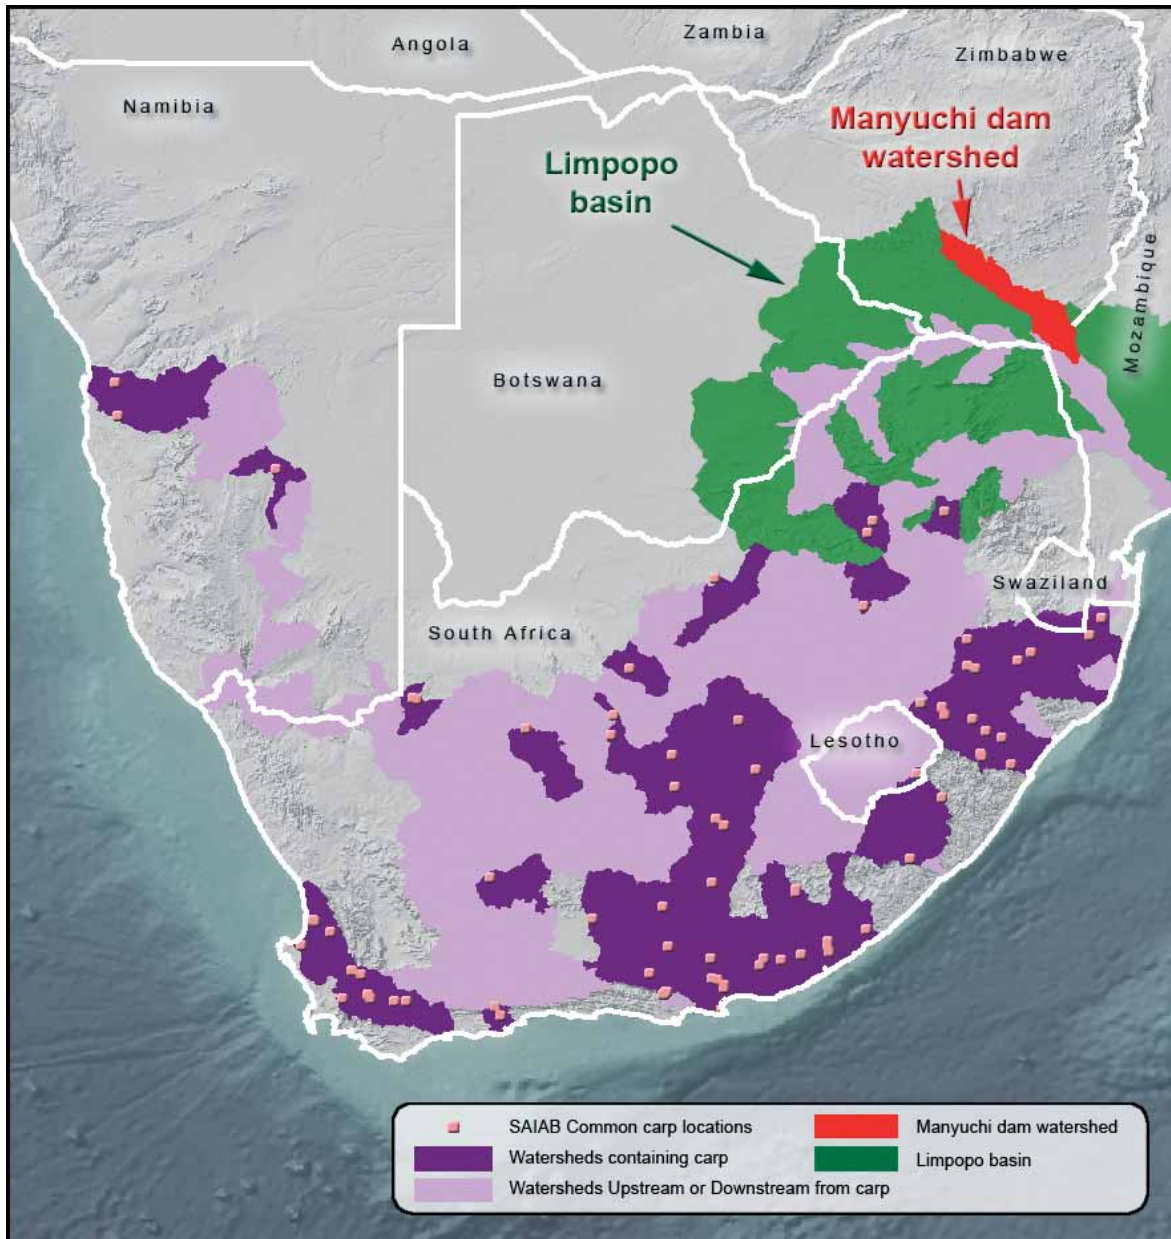 Angola
Zambia
Zimbabwe
Namibia
Manyuchi dam
watershed
Limpopo
basin
Mozambique
Botswana
Swaziland
South Africa
Lesotho
SAIAB Common carp locations
Manyuchi dam watershed
Watersheds containing carp
Limpopo basin
Watersheds Upstream or Downstream from carp